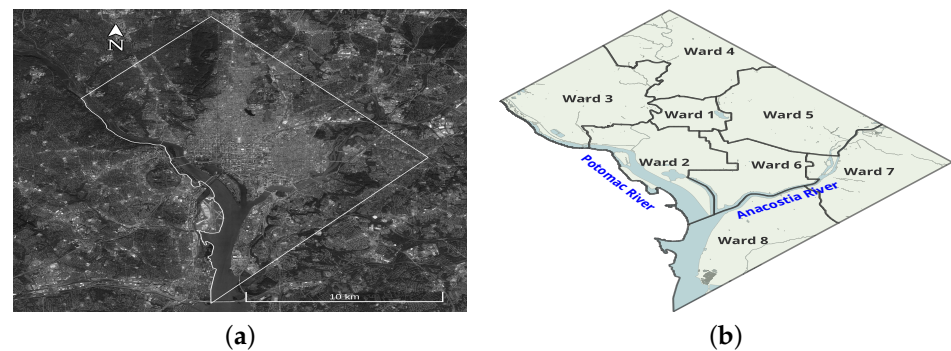 N
10 km
(a)
Ward 4
Ward 3
Ward 1
Ward 5
Ward 2
Ward 6
Ward 7
Potomac River
Anacostia River
Ward 8
(b)